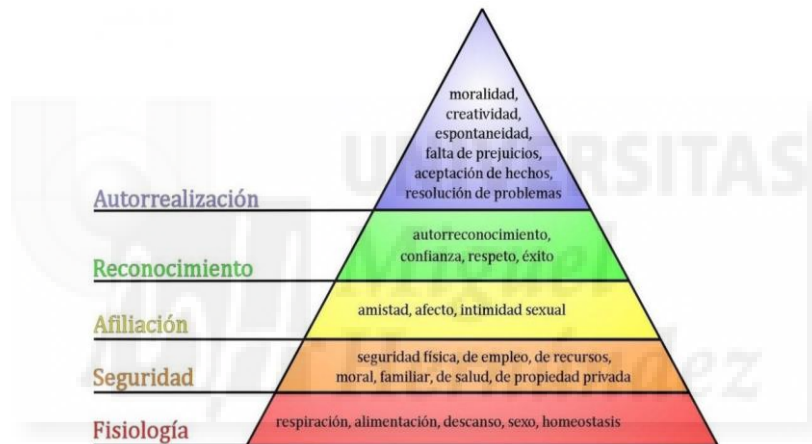 moralidad,
creatividad,
espontaneidad,
falta de prejuicios,
aceptación de hechos,
resolución de problemas
Autorrealización
autorreconocimiento,
confianza, respeto, éxito
Reconocimiento
amistad, afecto, intimidad sexual
Afiliación
seguridad física, de empleo, de recursos,
moral, familiar, de salud, de propiedad privada
Seguridad
respiración, alimentación, descanso, sexo, homeostasis
Fisiología
Miguel
Hernández